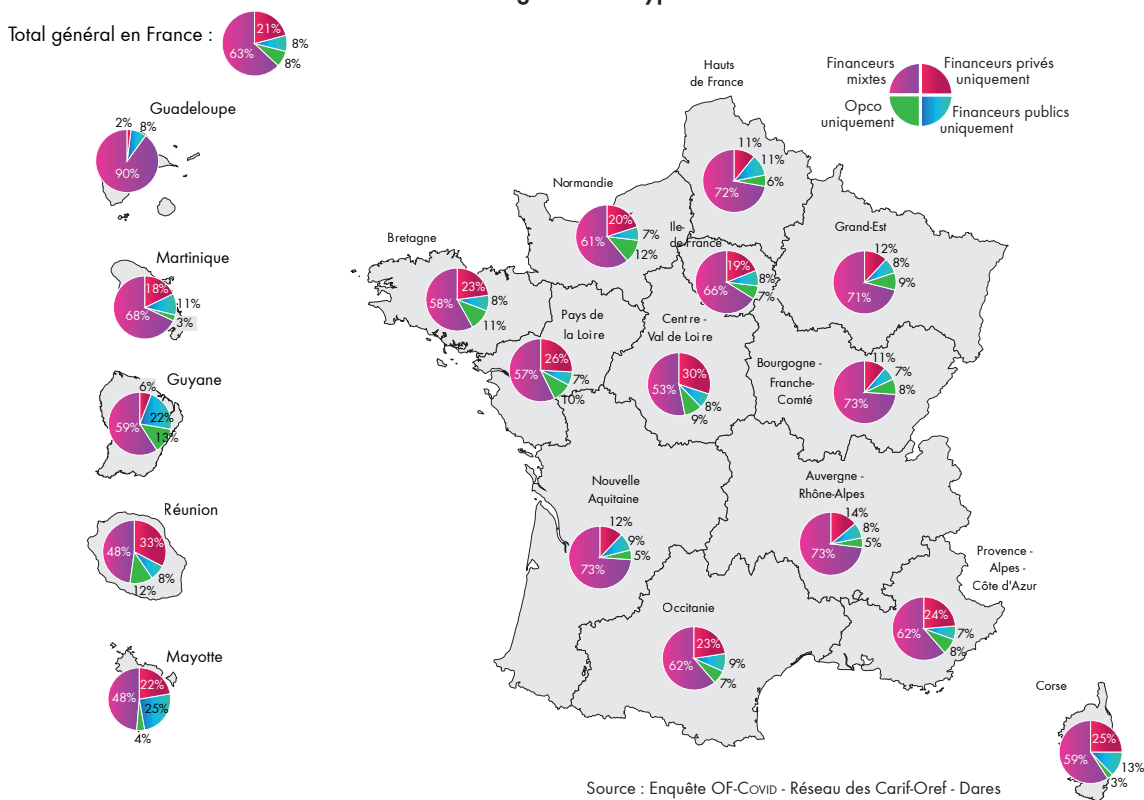 Total général en France :
21%
8%
8%
63%
Financeurs mixtes
Financeurs privés uniquement
Opco uniquement
Financeurs publics uniquement
Guadeloupe
2%
8%
90%
Martinique
18%
11%
3%
68%
Guyane
6%
22%
13%
59%
Réunion
33%
8%
12%
48%
Mayotte
22%
25%
4%
48%
Hauts
de France
11%
11%
6%
72%
Normandie
20%
7%
12%
61%
Ile-
de-France
19%
8%
7%
66%
Grand-Est
12%
8%
9%
71%
Bretagne
23%
8%
11%
58%
Pays de
la Loire
26%
7%
10%
57%
Centre -
Val de Loire
30%
8%
9%
53%
Bourgogne -
Franche-
Comté
11%
7%
8%
73%
Nouvelle
Aquitaine
12%
9%
5%
73%
Auvergne -
Rhône-Alpes
14%
8%
5%
73%
Provence -
Alpes -
Côte d'Azur
24%
7%
8%
62%
Occitanie
23%
9%
7%
62%
Corse
25%
13%
3%
59%
Source : Enquête OF-COVID - Réseau des Carif-Oref - Dares